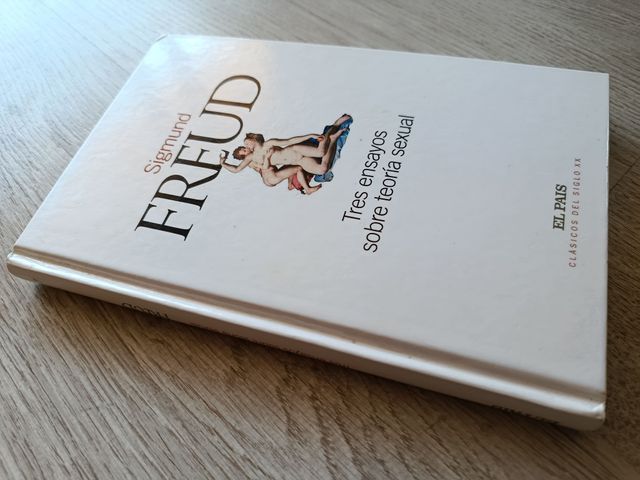 Sigmund
FREUD
Tres ensayos
sobre teoría sexual
EL PAIS
CLÁSICOS DEL SIGLO XX